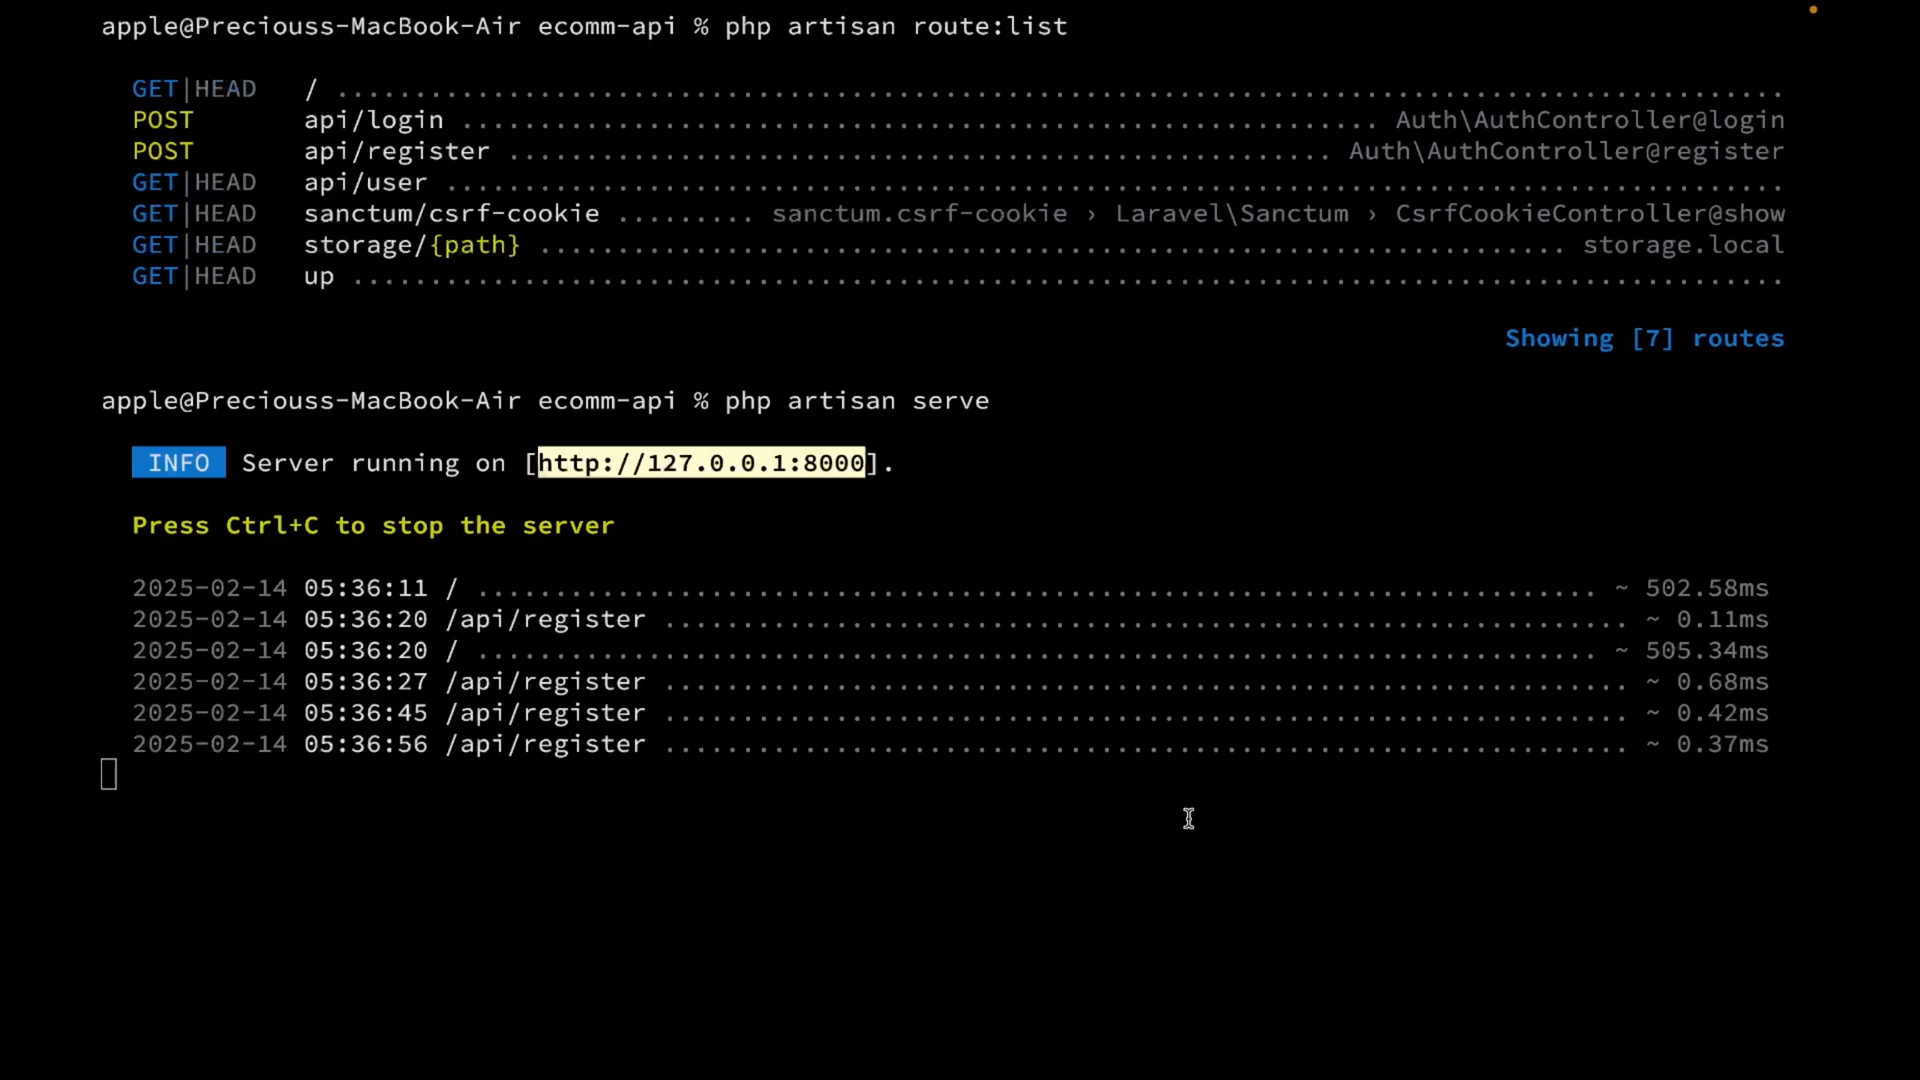 apple@Preciouss-MacBook-Air ecomm-api % php artisan route:list
GET|HEAD / ..............................................................................................
POST api/login ........................................................... Auth\AuthController@login
POST api/register ..................................................... Auth\AuthController@register
GET|HEAD api/user .......................................................................................
GET|HEAD sanctum/csrf-cookie ......... sanctum.csrf-cookie › Laravel\Sanctum › CsrfCookieController@show
GET|HEAD storage/{path} .................................................................. storage.local
GET|HEAD up .............................................................................................
Showing [7] routes
apple@Preciouss-MacBook-Air ecomm-api % php artisan serve
INFO Server running on [http://127.0.0.1:8000].
Press Ctrl+C to stop the server
2025-02-14 05:36:11 / ........................................................................ ~ 502.58ms
2025-02-14 05:36:20 /api/register .............................................................. ~ 0.11ms
2025-02-14 05:36:20 / ........................................................................ ~ 505.34ms
2025-02-14 05:36:27 /api/register .............................................................. ~ 0.68ms
2025-02-14 05:36:45 /api/register .............................................................. ~ 0.42ms
2025-02-14 05:36:56 /api/register .............................................................. ~ 0.37ms